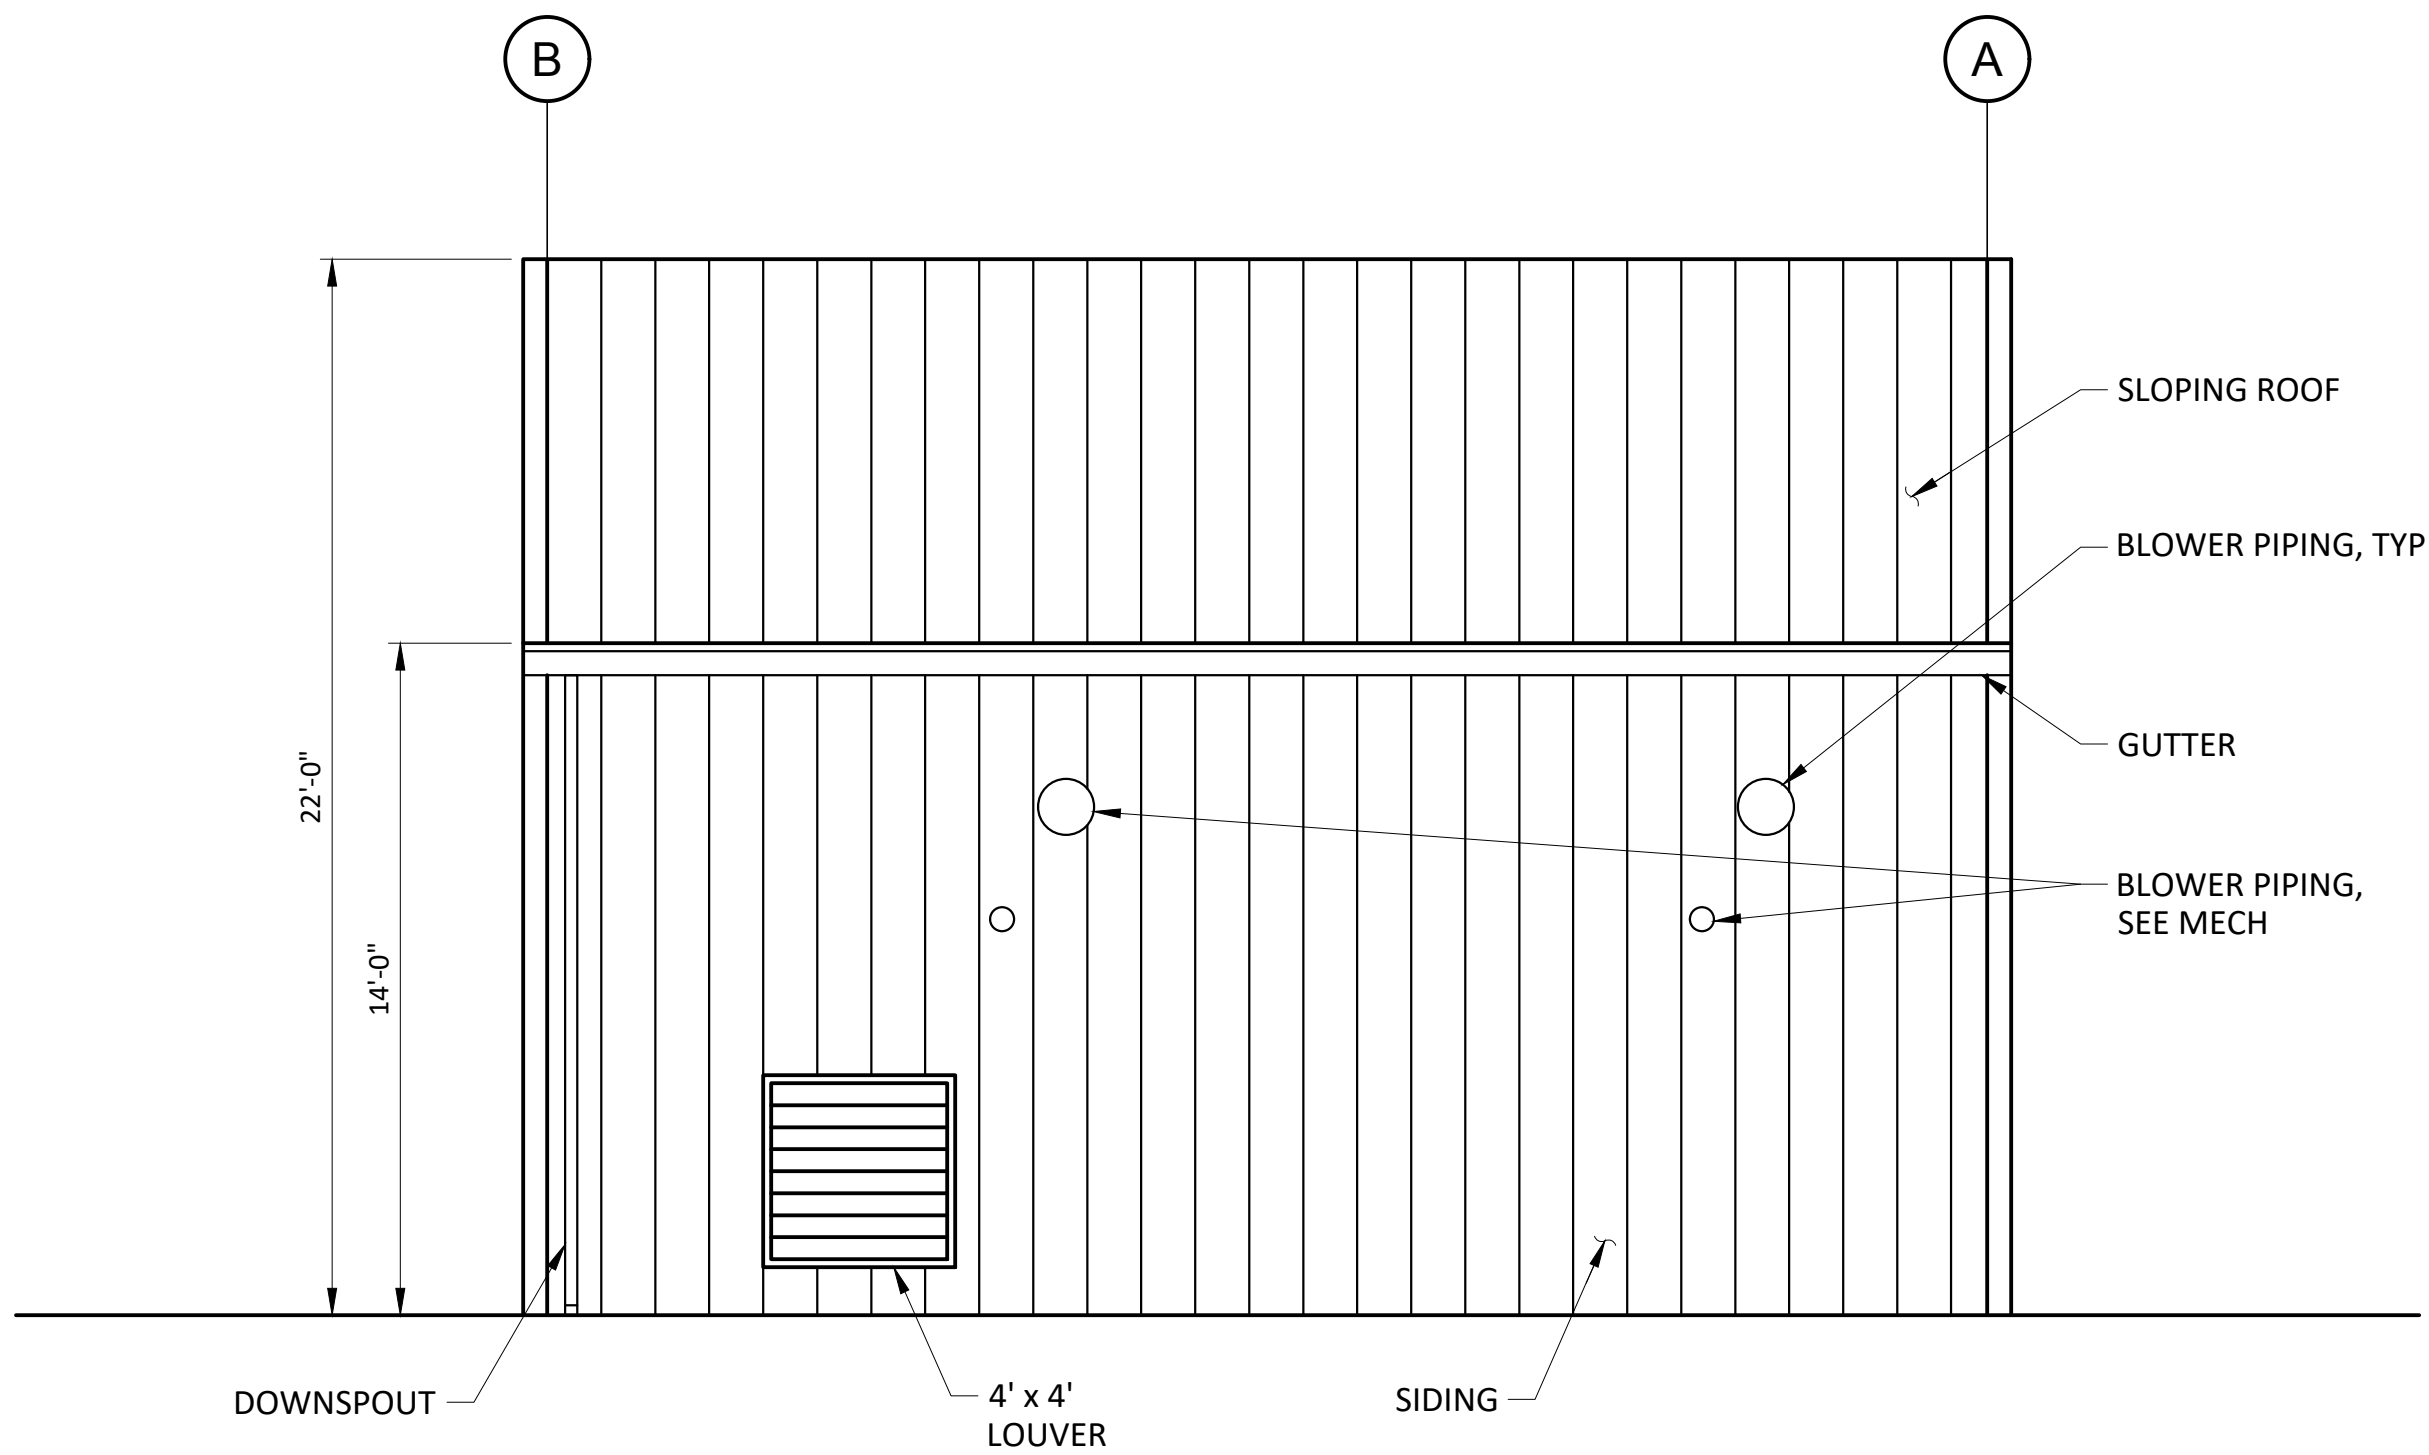 B
A
SLOPING ROOF
BLOWER PIPING, TYP
GUTTER
22'-0"
BLOWER PIPING,
SEE MECH
14'-0"
DOWNSPOUT
4' x 4'
LOUVER
SIDING